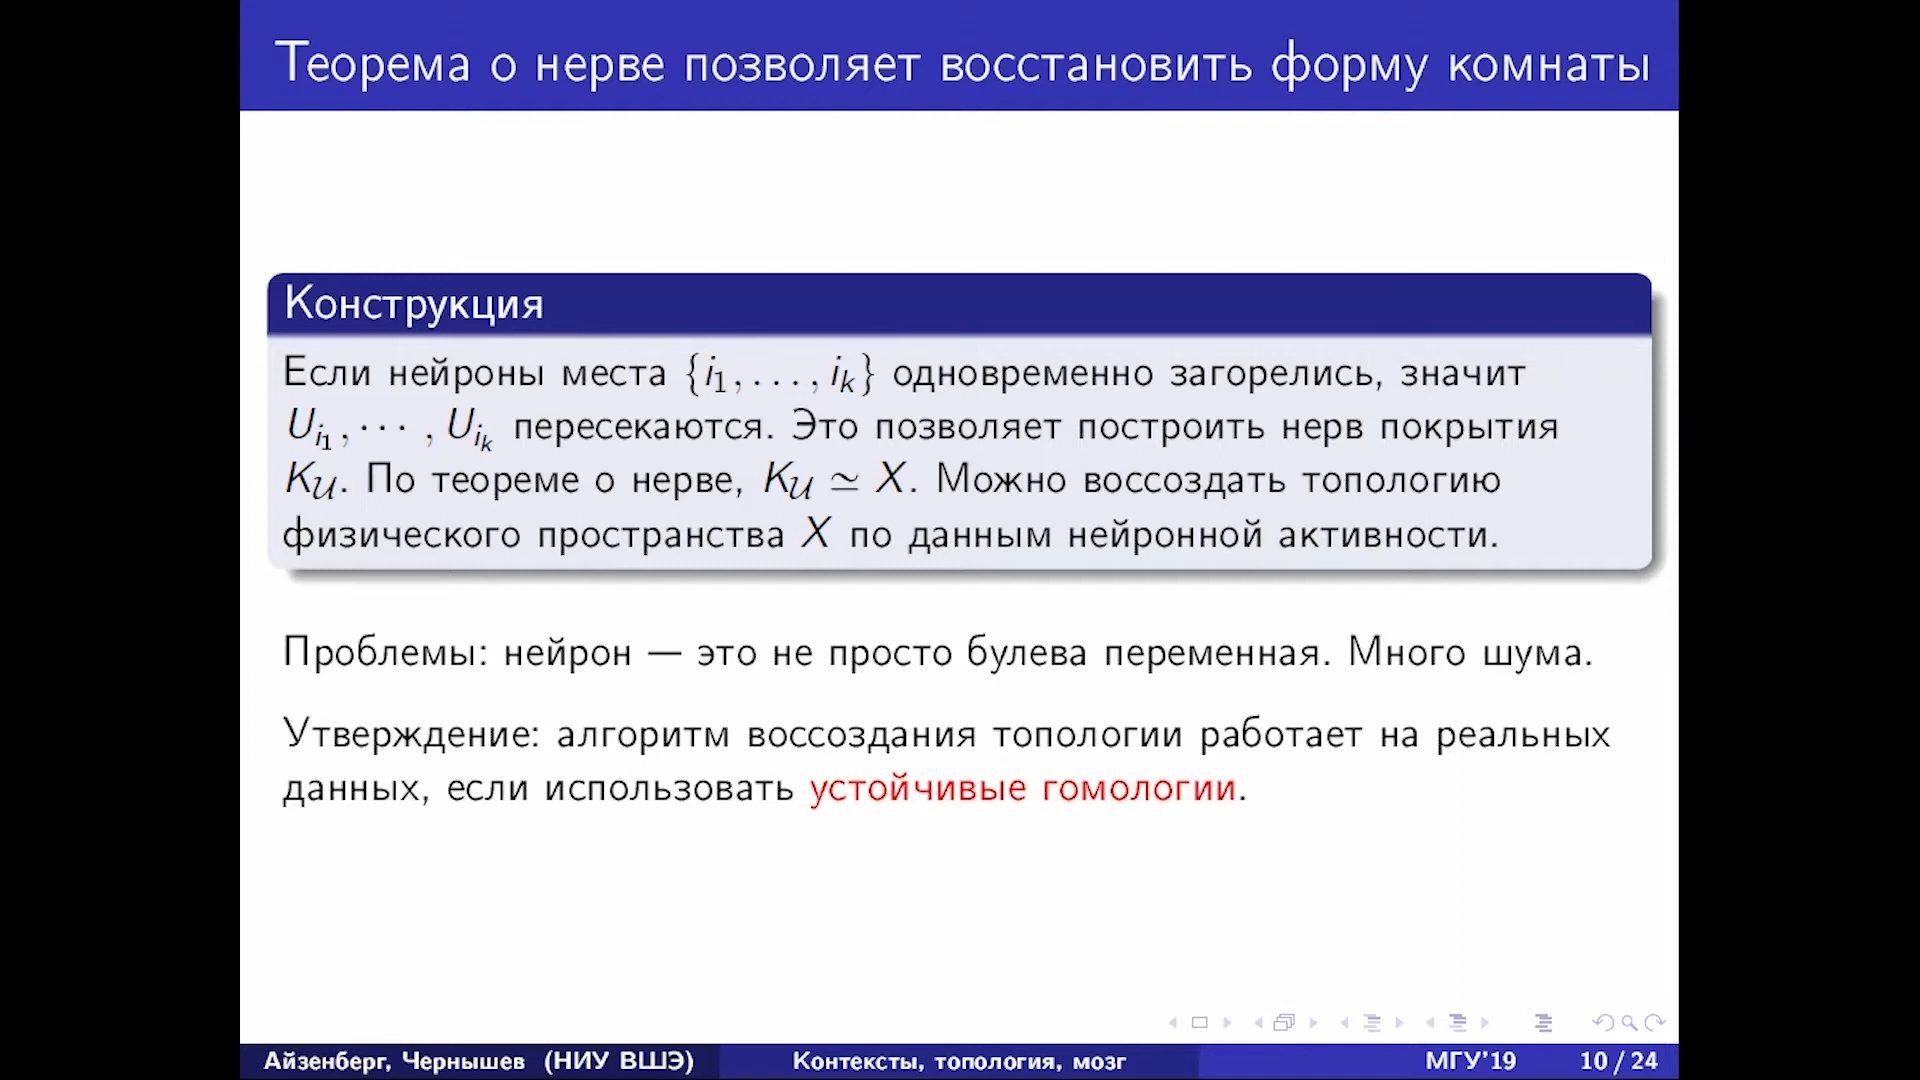 Теорема о нерве позволяет восстановить форму комнаты
Конструкция
Если нейроны места {i₁, . . . , iₖ} одновременно загорелись, значит
U_{i₁}, · · · , U_{iₖ} пересекаются. Это позволяет построить нерв покрытия
K_𝒰. По теореме о нерве, K_𝒰 ≃ X. Можно воссоздать топологию
физического пространства X по данным нейронной активности.
Проблемы: нейрон — это не просто булева переменная. Много шума.
Утверждение: алгоритм воссоздания топологии работает на реальных
данных, если использовать устойчивые гомологии.
Айзенберг, Чернышев (НИУ ВШЭ) Контексты, топология, мозг МГУ'19 10 / 24